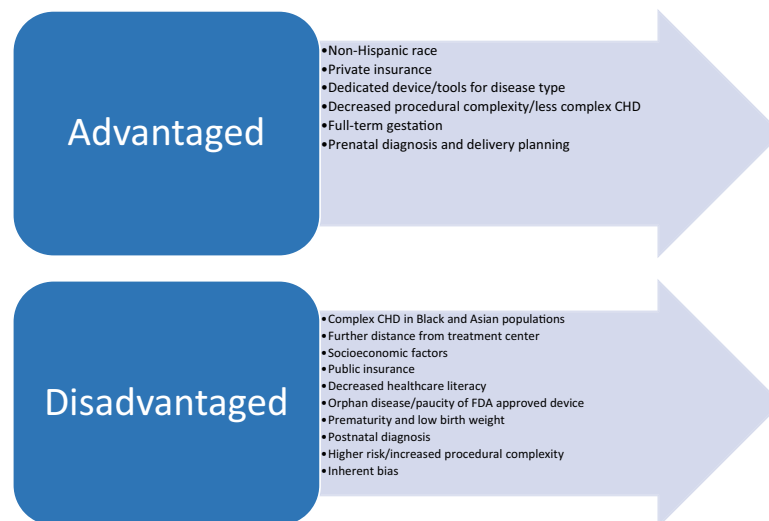 Advantaged
•Non-Hispanic race
•Private insurance
•Dedicated device/tools for disease type
•Decreased procedural complexity/less complex CHD
•Full-term gestation
•Prenatal diagnosis and delivery planning
Disadvantaged
•Complex CHD in Black and Asian populations
•Further distance from treatment center
•Socioeconomic factors
•Public insurance
•Decreased healthcare literacy
•Orphan disease/paucity of FDA approved device
•Prematurity and low birth weight
•Postnatal diagnosis
•Higher risk/increased procedural complexity
•Inherent bias